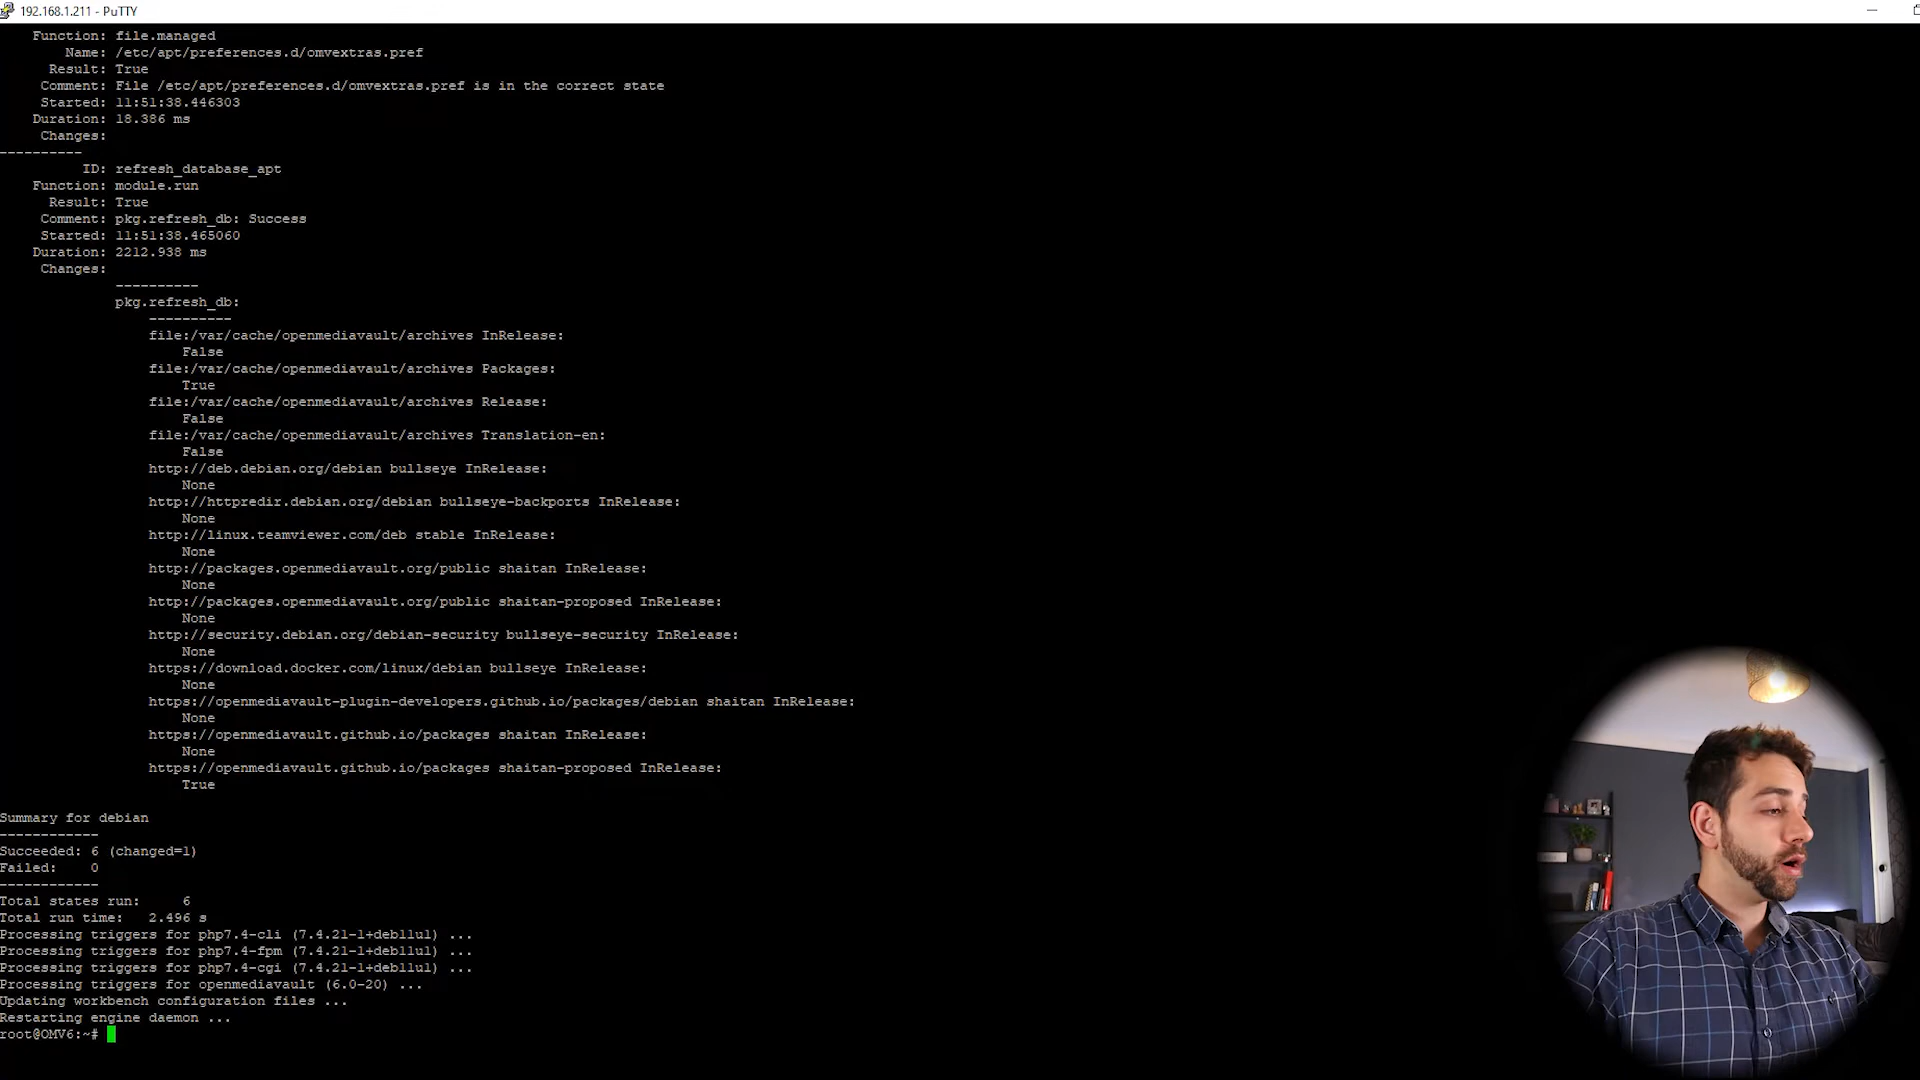 192.168.1.211 - PuTTY
Function: file.managed
Name: /etc/apt/preferences.d/omvextras.pref
Result: True
Comment: File /etc/apt/preferences.d/omvextras.pref is in the correct state
Started: 11:51:38.446303
Duration: 18.386 ms
Changes:
----------
ID: refresh_database_apt
Function: module.run
Result: True
Comment: pkg.refresh_db: Success
Started: 11:51:38.465060
Duration: 2212.938 ms
Changes:
----------
pkg.refresh_db:
----------
file:/var/cache/openmediavault/archives InRelease:
False
file:/var/cache/openmediavault/archives Packages:
True
file:/var/cache/openmediavault/archives Release:
False
file:/var/cache/openmediavault/archives Translation-en:
False
http://deb.debian.org/debian bullseye InRelease:
None
http://httpredir.debian.org/debian bullseye-backports InRelease:
None
http://linux.teamviewer.com/deb stable InRelease:
None
http://packages.openmediavault.org/public shaitan InRelease:
None
http://packages.openmediavault.org/public shaitan-proposed InRelease:
None
http://security.debian.org/debian-security bullseye-security InRelease:
None
https://download.docker.com/linux/debian bullseye InRelease:
None
https://openmediavault-plugin-developers.github.io/packages/debian shaitan InRelease:
None
https://openmediavault.github.io/packages shaitan InRelease:
None
https://openmediavault.github.io/packages shaitan-proposed InRelease:
True
Summary for debian
------------
Succeeded: 6 (changed=1)
Failed:    0
------------
Total states run:     6
Total run time:   2.496 s
Processing triggers for php7.4-cli (7.4.21-1+deb11u1) ...
Processing triggers for php7.4-fpm (7.4.21-1+deb11u1) ...
Processing triggers for php7.4-cgi (7.4.21-1+deb11u1) ...
Processing triggers for openmediavault (6.0-20) ...
Updating workbench configuration files ...
Restarting engine daemon ...
root@OMV6:~#